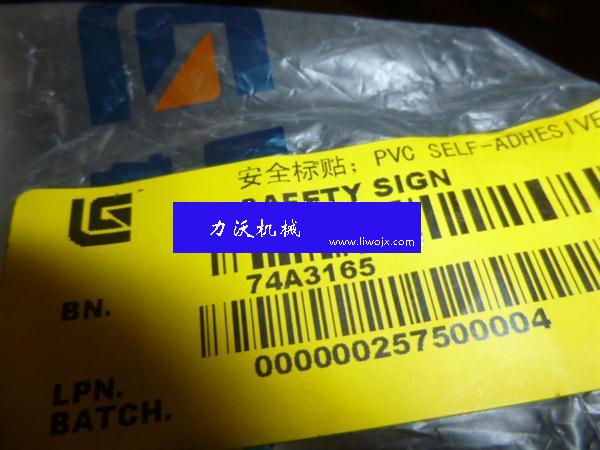 安全标贴; PVC SELF-ADHESIVE
SAFETY SIGN
力沃机械
www.liwojx.com
BN.
74A3165
000000257500004
LPN.
BATCH.